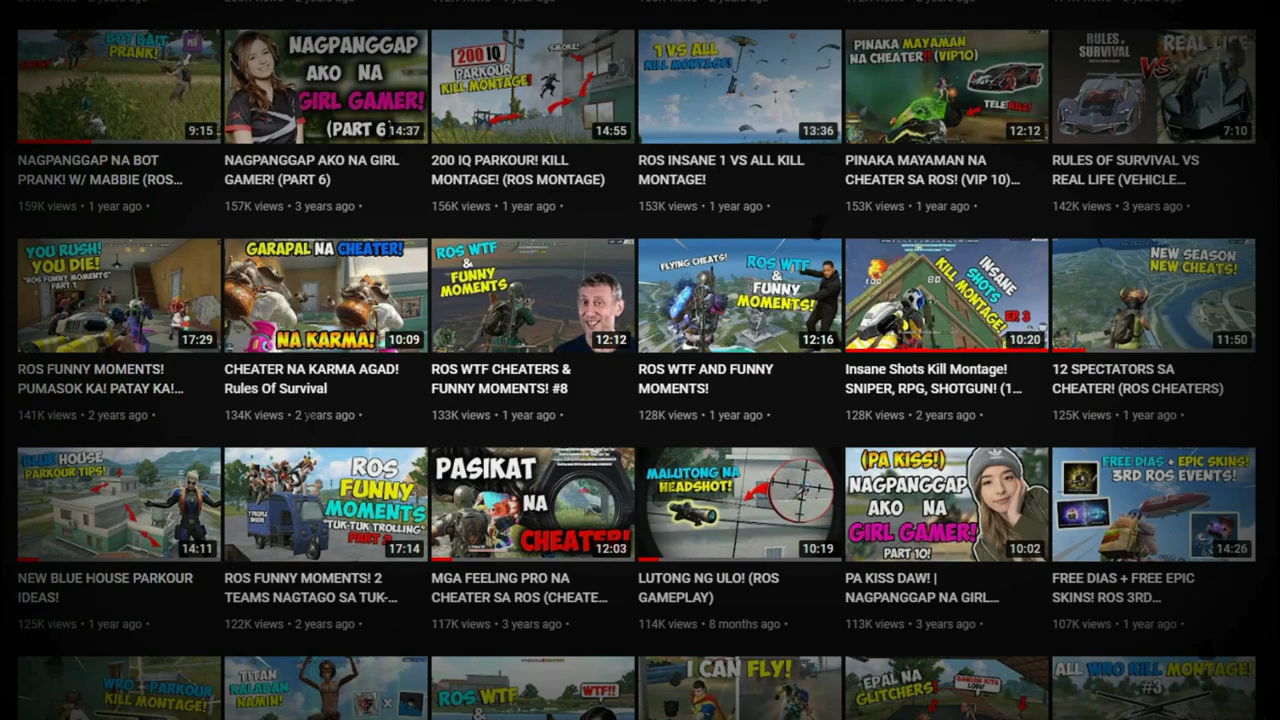 BOT BAIT
PRANK!
9:15
NAGPANGGAP
AKO NA
GIRL GAMER!
(PART 6
14:37
200 IQ
PARKOUR
KILL MONTAGE!
SMOKE!
14:55
1 VS ALL
KILL MONTAGE!
13:36
PINAKA MAYAMAN
NA CHEATER!! (VIP10)
TELE KILL!
12:12
RULES OF
SURVIVAL
VS
REAL LIFE
7:10
NAGPANGGAP NA BOT
PRANK! W/ MABBIE (ROS...
159K views • 1 year ago •
NAGPANGGAP AKO NA GIRL
GAMER! (PART 6)
157K views • 3 years ago •
200 IQ PARKOUR! KILL
MONTAGE! (ROS MONTAGE)
156K views • 1 year ago •
ROS INSANE 1 VS ALL KILL
MONTAGE!
153K views • 1 year ago •
PINAKA MAYAMAN NA
CHEATER SA ROS! (VIP 10)...
153K views • 1 year ago •
RULES OF SURVIVAL VS
REAL LIFE (VEHICLE...
142K views • 3 years ago •
YOU RUSH!
YOU DIE!
"ROS FUNNY MOMENTS"
PART 1
17:29
GARAPAL NA CHEATER!
NA KARMA!
10:09
ROS WTF
&
FUNNY
MOMENTS
12:12
FLYING CHEATS!
ROS WTF
&
FUNNY
MOMENTS!
12:16
INSANE
SHOTS
KILL MONTAGE!
10:20
NEW SEASON
NEW CHEATS!
11:50
ROS FUNNY MOMENTS!
PUMASOK KA! PATAY KA!...
141K views • 2 years ago •
CHEATER NA KARMA AGAD!
Rules Of Survival
134K views • 2 years ago •
ROS WTF CHEATERS &
FUNNY MOMENTS! #8
133K views • 1 year ago •
ROS WTF AND FUNNY
MOMENTS!
128K views • 1 year ago •
Insane Shots Kill Montage!
SNIPER, RPG, SHOTGUN! (1...
128K views • 2 years ago •
12 SPECTATORS SA
CHEATER! (ROS CHEATERS)
125K views • 1 year ago •
BLUE HOUSE
PARKOUR TIPS!
14:11
ROS
FUNNY
MOMENTS
"TUK-TUK TROLLING"
7 PEOPLE
INSIDE
17:14
PASIKAT
NA
CHEATER!
12:03
MALUTONG NA
HEADSHOT!
10:19
(PA KISS!)
NAGPANGGAP
AKO NA
GIRL GAMER!
PART 10!
10:02
FREE DIAS + EPIC SKINS!
3RD ROS EVENTS!
14:26
NEW BLUE HOUSE PARKOUR
IDEAS!
125K views • 1 year ago •
ROS FUNNY MOMENTS! 2
TEAMS NAGTAGO SA TUK-...
122K views • 2 years ago •
MGA FEELING PRO NA
CHEATER SA ROS (CHEATE...
117K views • 3 years ago •
LUTONG NG ULO! (ROS
GAMEPLAY)
114K views • 8 months ago •
PA KISS DAW! |
NAGPANGGAP NA GIRL...
113K views • 3 years ago •
FREE DIAS + FREE EPIC
SKINS! ROS 3RD...
107K views • 1 year ago •
WRO - PARKOUR
KILL MONTAGE!
TITAN
KALABAN
NAMIN!
X
ROS WTF
&
WTF!!
I CAN FLY!
EPAL NA
GLITCHERS
ALL WRO KILL MONTAGE!
#3